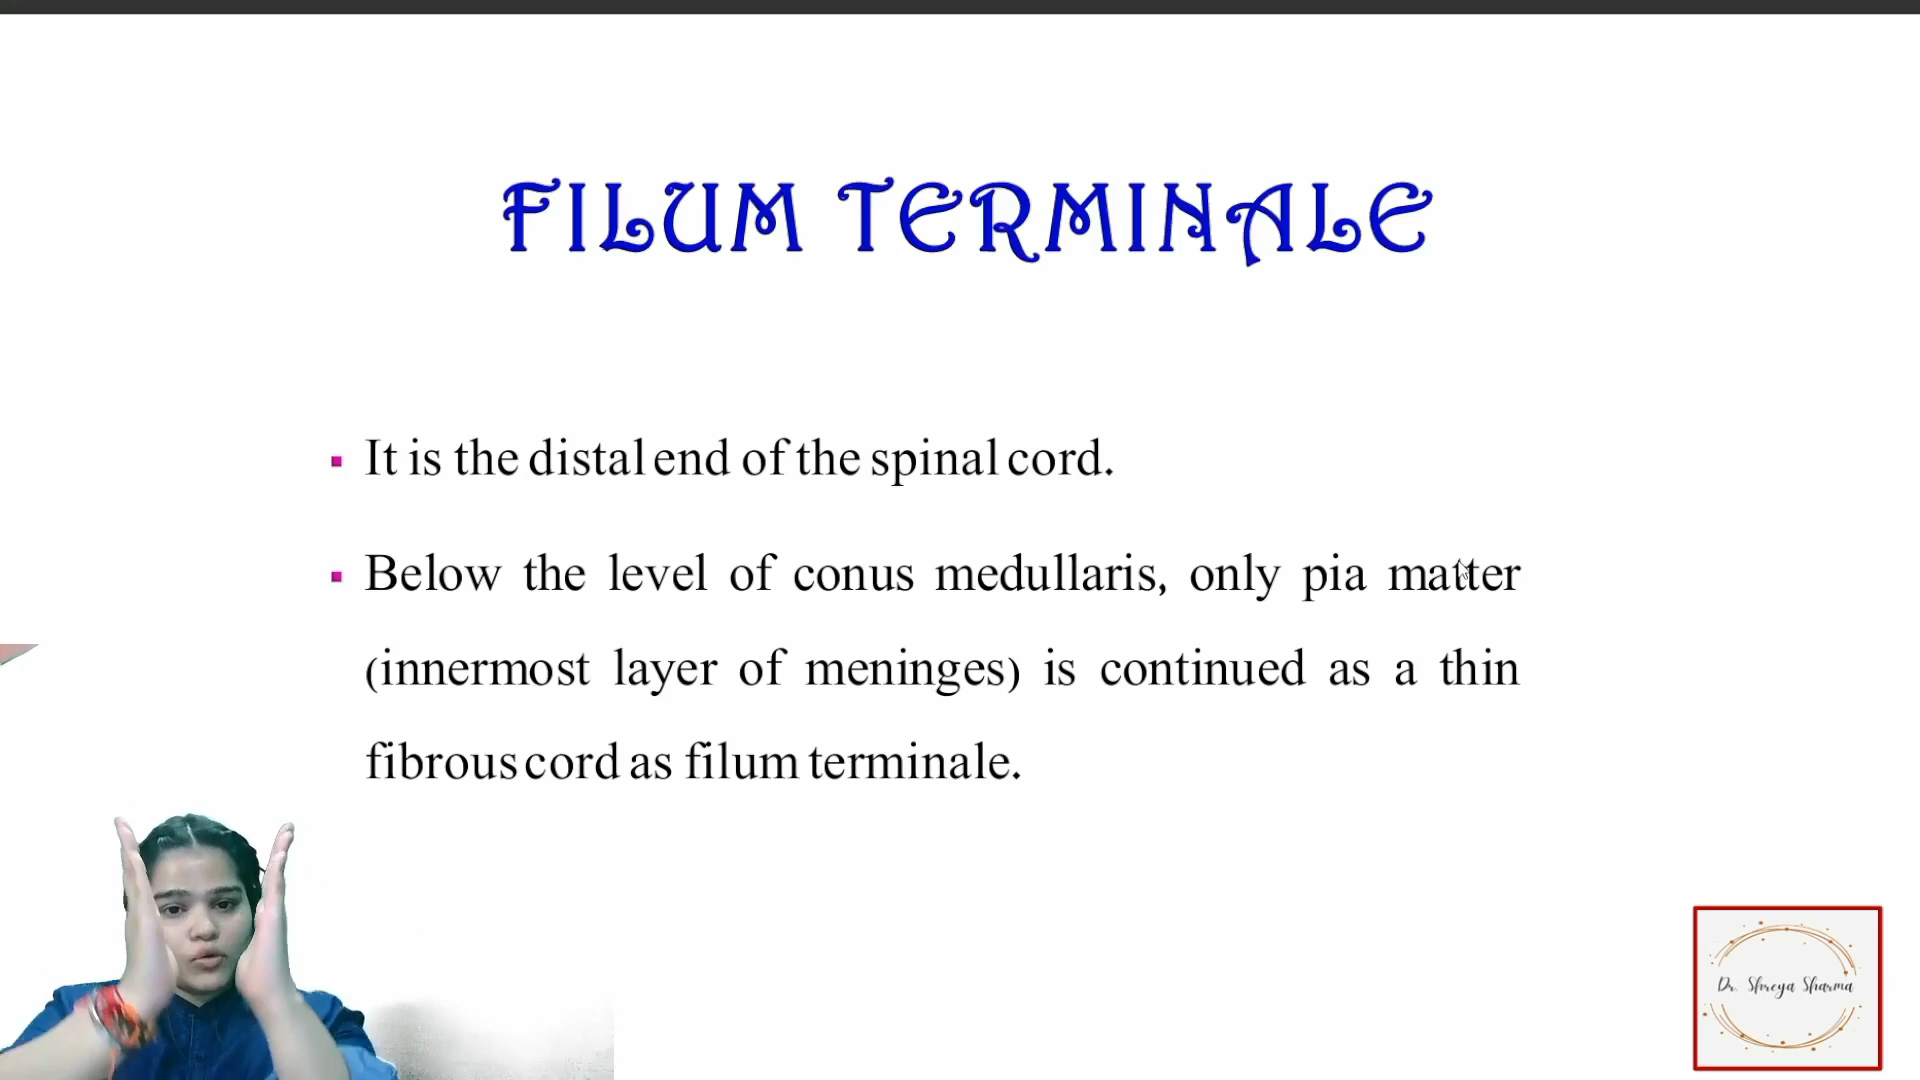 FILUM TERMINALE
It is the distal end of the spinal cord.
Below the level of conus medullaris, only pia matter
(innermost layer of meninges) is continued as a thin
fibrous cord as filum terminale.
Dr. Shreya Sharma